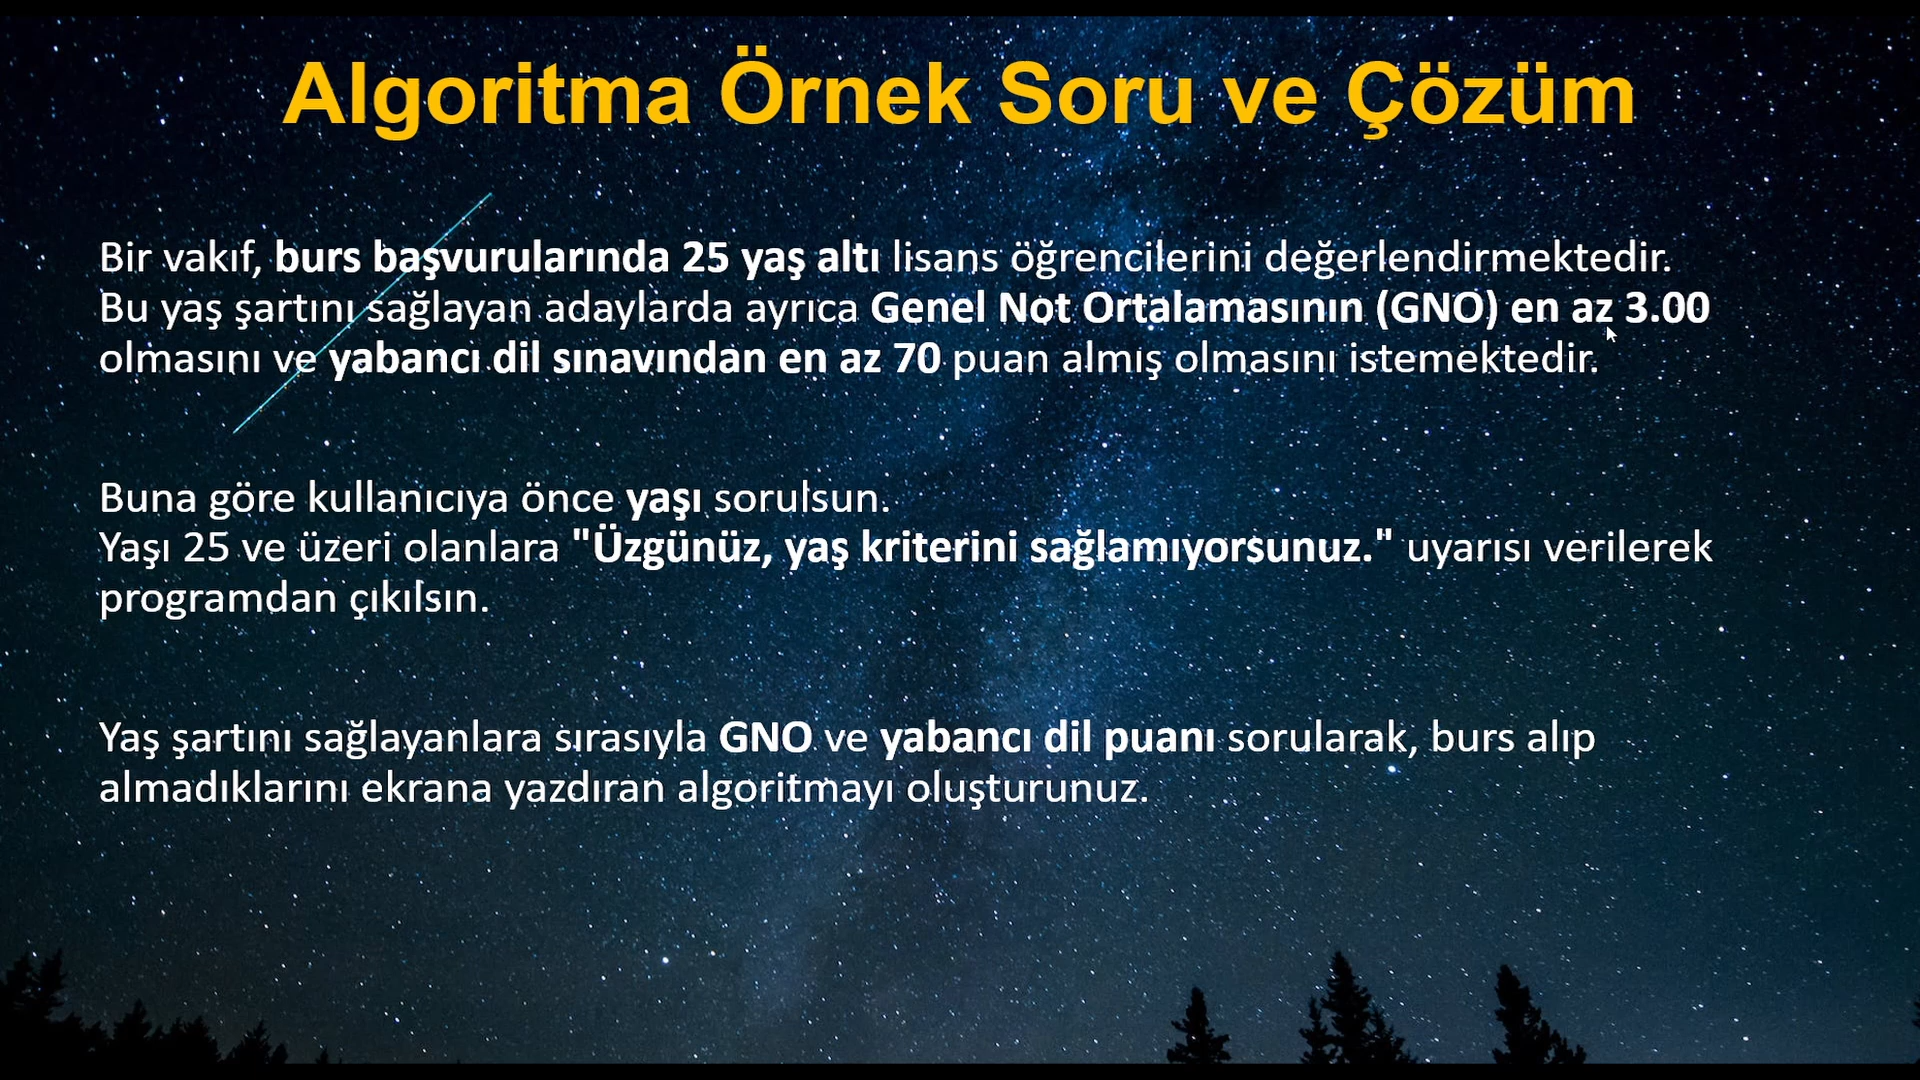 Algoritma Örnek Soru ve Çözüm
Bir vakıf, burs başvurularında 25 yaş altı lisans öğrencilerini değerlendirmektedir.
Bu yaş şartını sağlayan adaylarda ayrıca Genel Not Ortalamasının (GNO) en az 3.00
olmasını ve yabancı dil sınavından en az 70 puan almış olmasını istemektedir.
Buna göre kullanıcıya önce yaşı sorulsun.
Yaşı 25 ve üzeri olanlara "Üzgünüz, yaş kriterini sağlamıyorsunuz." uyarısı verilerek
programdan çıkılsın.
Yaş şartını sağlayanlara sırasıyla GNO ve yabancı dil puanı sorularak, burs alıp
almadıklarını ekrana yazdıran algoritmayı oluşturunuz.